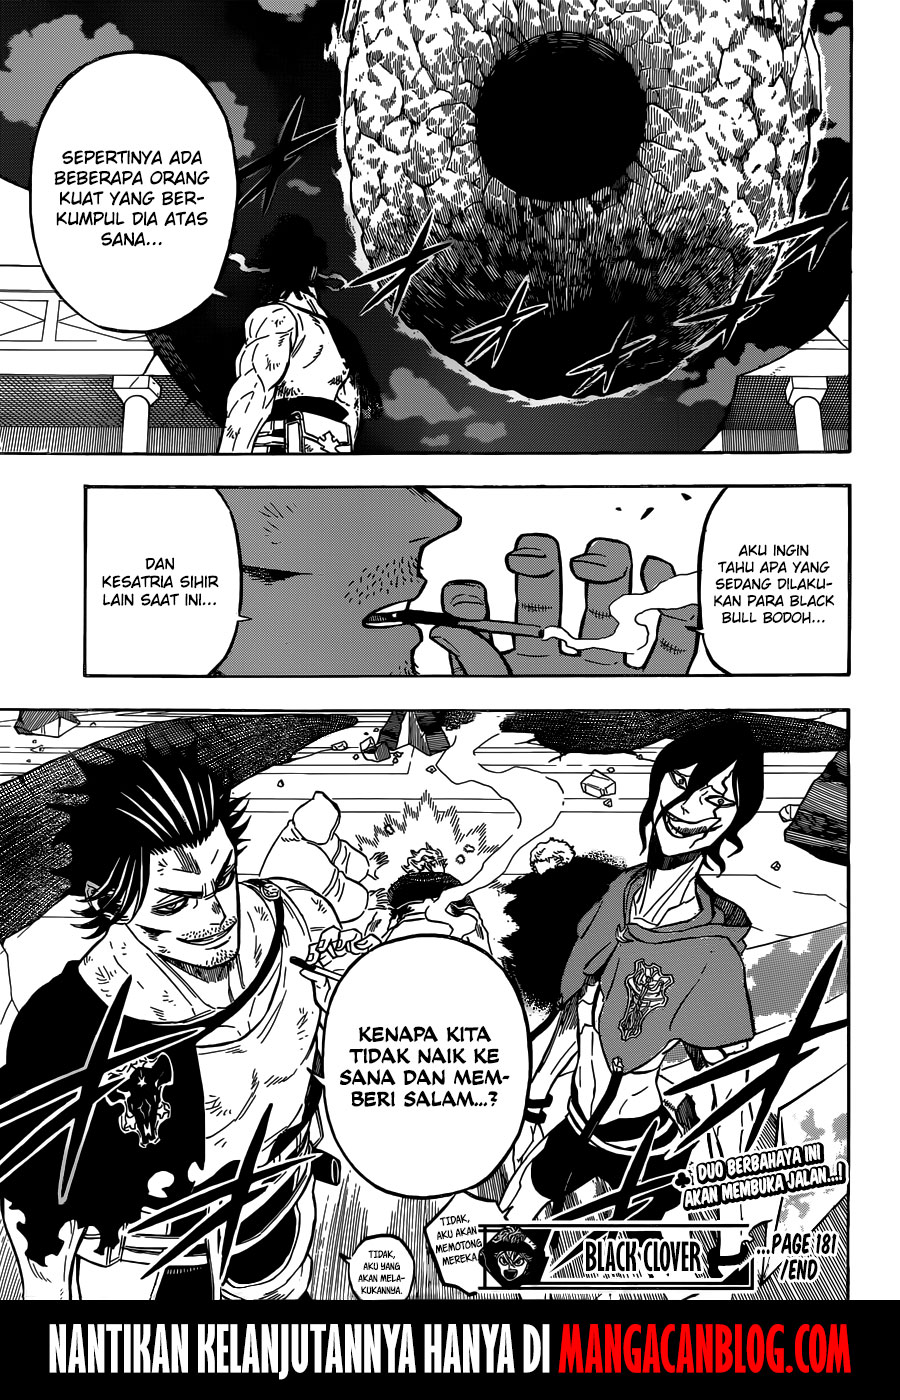 SEPERTINYA ADA
BEBERAPA ORANG
KUAT YANG BER-
KUMPUL DIA ATAS
SANA...
AKU INGIN
TAHU APA YANG
SEDANG DILAKU-
KAN PARA BLACK
BULL BODOH...
DAN
KESATRIA SIHIR
LAIN SAAT INI...
KENAPA KITA
TIDAK NAIK KE
SANA DAN MEM-
BERI SALAM...?
DUO BERBAHAYA INI
AKAN MEMBUKA JALAN...!
TIDAK,
AKU AKAN
MEMOTONG
MEREKA
TIDAK,
AKU YANG
AKAN MELA-
KUKANNYA.
BLACK CLOVER
...PAGE 181
/END
NANTIKAN KELANJUTANNYA HANYA DI MANGACANBLOG.COM